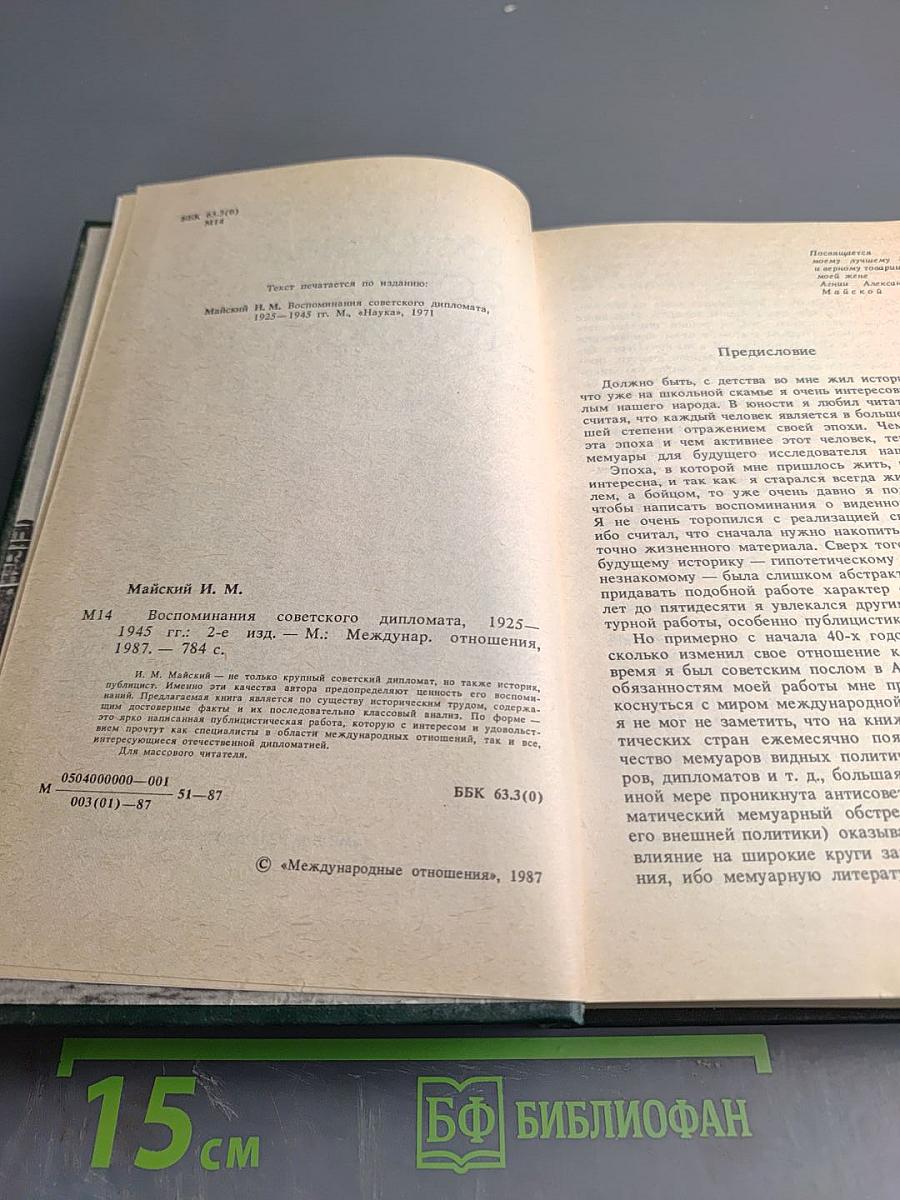 ББК 63.3(0)
М14
Текст печатается по изданию:
Майский И. М. Воспоминания советского дипломата,
1925—1945 гг. М., «Наука», 1971
Майский И. М.
М14 Воспоминания советского дипломата, 1925—
1945 гг.: 2-е изд. — М.: Междунар. отношения,
1987. — 784 с.
И. М. Майский — не только крупный советский дипломат, но также историк,
публицист. Именно эти качества автора предопределяют ценность его воспоми-
наний. Предлагаемая книга является по существу историческим трудом, содержа-
щим достоверные факты и их последовательно классовый анализ. По форме —
это ярко написанная публицистическая работа, которую с интересом и удовольст-
вием прочтут как специалисты в области международных отношений, так и все,
интересующиеся отечественной дипломатией.
Для массового читателя.
М 0504000000—001
003(01)—87
51—87
ББК 63.3(0)
© «Международные отношения», 1987
Посвящается
моему лучшему
и верному товарищ
моей жене
Агнии Алексан
Майской
Предисловие
Должно быть, с детства во мне жил истори
что уже на школьной скамье я очень интересов
лым нашего народа. В юности я любил читат
считая, что каждый человек является в больше
шей степени отражением своей эпохи. Чем
эта эпоха и чем активнее этот человек, те
мемуары для будущего исследователя наш
Эпоха, в которой мне пришлось жить,
интересна, и так как я старался всегда жи
лем, а бойцом, то уже очень давно я по
чтобы написать воспоминания о виденно
Я не очень торопился с реализацией св
ибо считал, что сначала нужно накопить
точно жизненного материала. Сверх того
будущему историку — гипотетическому
незнакомому — была слишком абстракт
придавать подобной работе характер
лет до пятидесяти я увлекался другим
турной работы, особенно публицистик
Но примерно с начала 40-х годо
сколько изменил свое отношение к
время я был советским послом в А
обязанностям моей работы мне пр
коснуться с миром международной
я не мог не заметить, что на книж
тических стран ежемесячно поя
чество мемуаров видных полити
ров, дипломатов и т. д., большая
иной мере проникнута антисове
матический мемуарный обстре
его внешней политики) оказыва
влияние на широкие круги за
ния, ибо мемуарную литерат
15 см
БФ БИБЛИОФАН